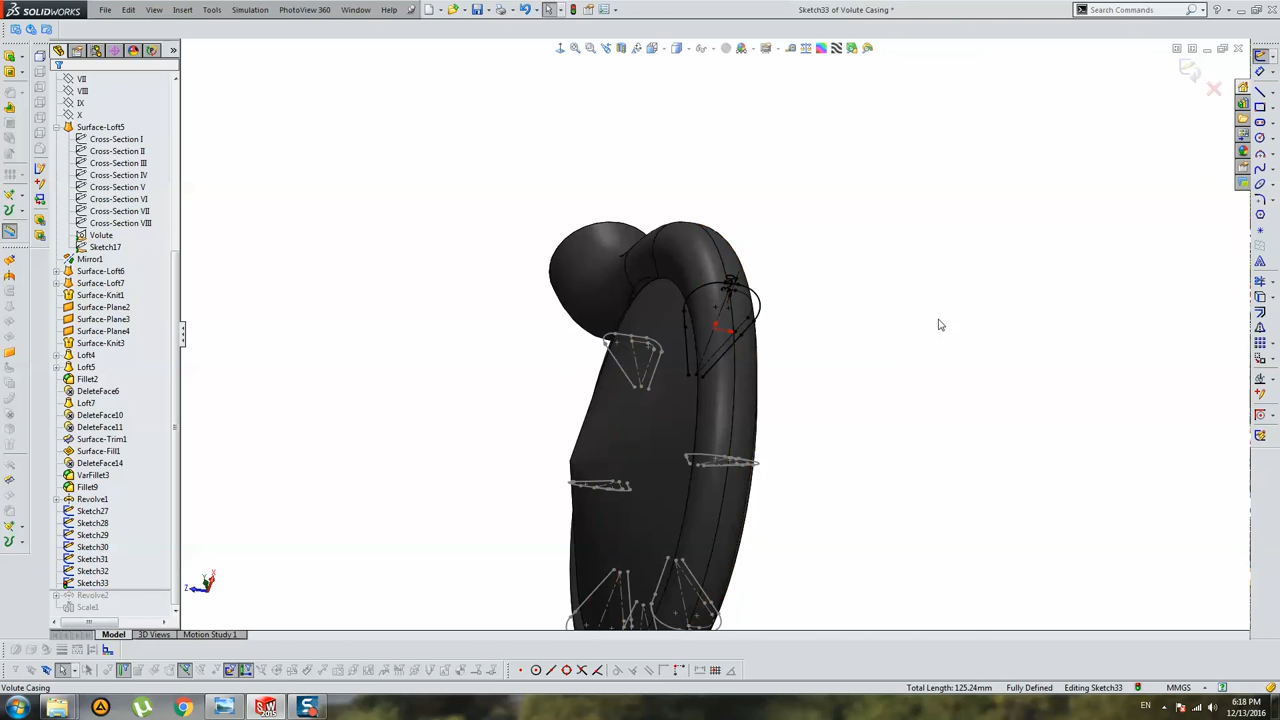 SOLIDWORKS
File Edit View Insert Tools Simulation PhotoView 360 Window Help
Sketch33 of Volute Casing *
Search Commands
VII
VIII
IX
X
Surface-Loft5
Cross-Section I
Cross-Section II
Cross-Section III
Cross-Section IV
Cross-Section V
Cross-Section VI
Cross-Section VII
Cross-Section VIII
Volute
Sketch17
Mirror1
Surface-Loft6
Surface-Loft7
Surface-Knit1
Surface-Plane2
Surface-Plane3
Surface-Plane4
Surface-Knit3
Loft4
Loft5
Fillet2
DeleteFace6
Loft7
DeleteFace10
DeleteFace11
Surface-Trim1
Surface-Fill1
DeleteFace14
VarFillet3
Fillet9
Revolve1
Sketch27
Sketch28
Sketch29
Sketch30
Sketch31
Sketch32
Sketch33
Revolve2
Scale1
Z Y X
Model 3D Views Motion Study 1
Volute Casing
Total Length: 125.24mm Fully Defined Editing Sketch33 MMGS
EN 6:18 PM
12/13/2016